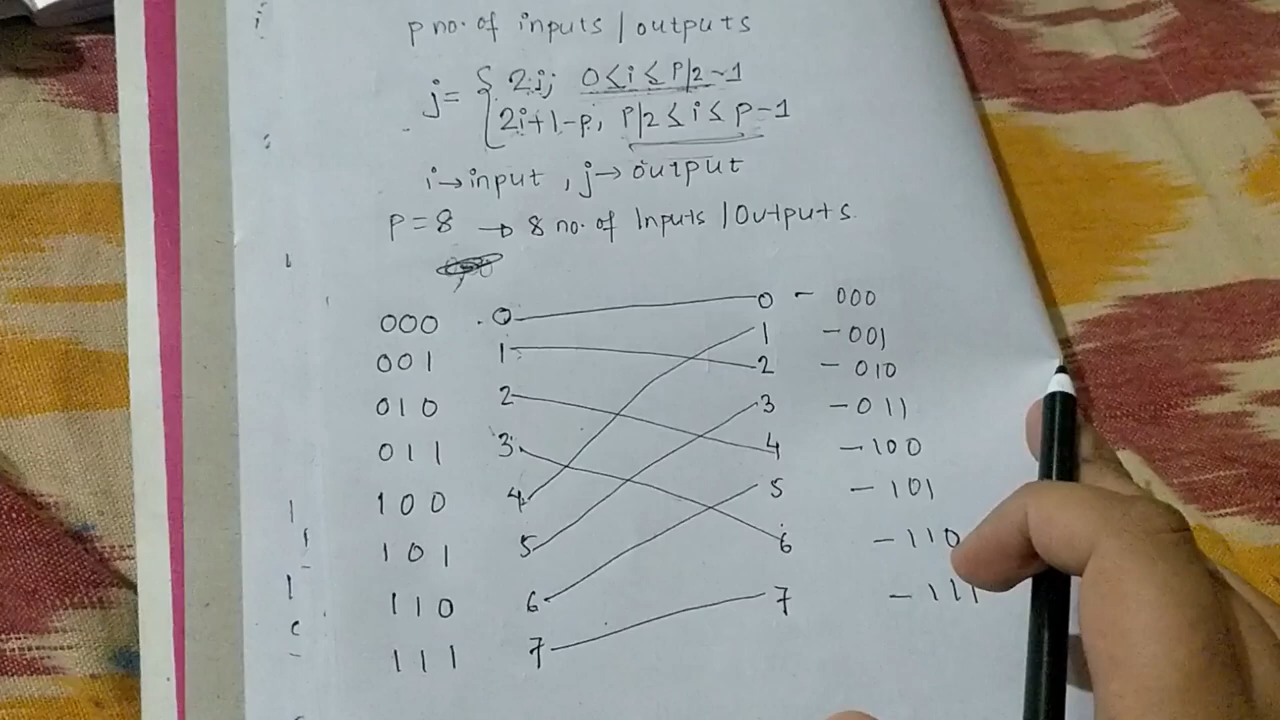 p no. of inputs / outputs
j = { 2i, 0 ≤ i ≤ P/2 - 1
2i+1-p, P/2 ≤ i ≤ p-1
i → input , j → output
P = 8 → 8 no. of Inputs / Outputs.
000 . 0 0 - 000
001 1 1 - 001
010 2 2 - 010
011 3 3 - 011
100 4 4 - 100
101 5 5 - 101
110 6 6 - 110
111 7 7 - 111